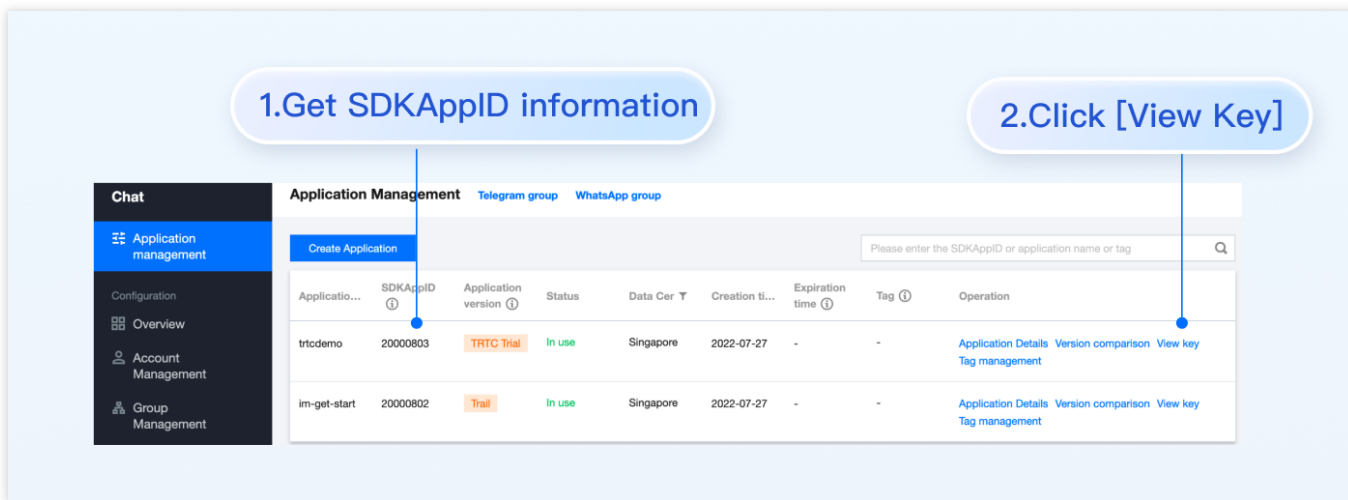 1.Get SDKAppID information
2.Click [View Key]
Chat
Application Management Telegram group WhatsApp group
Application
management
Create Application
Please enter the SDKAppID or application name or tag
Configuration
Overview
Account
Management
Group
Management
Applicatio... SDKAppID Application version Status Data Cer Creation ti... Expiration time Tag Operation
trtcdemo 20000803 TRTC Trial In use Singapore 2022-07-27 - - Application Details Version comparison View key
Tag management
im-get-start 20000802 Trail In use Singapore 2022-07-27 - - Application Details Version comparison View key
Tag management